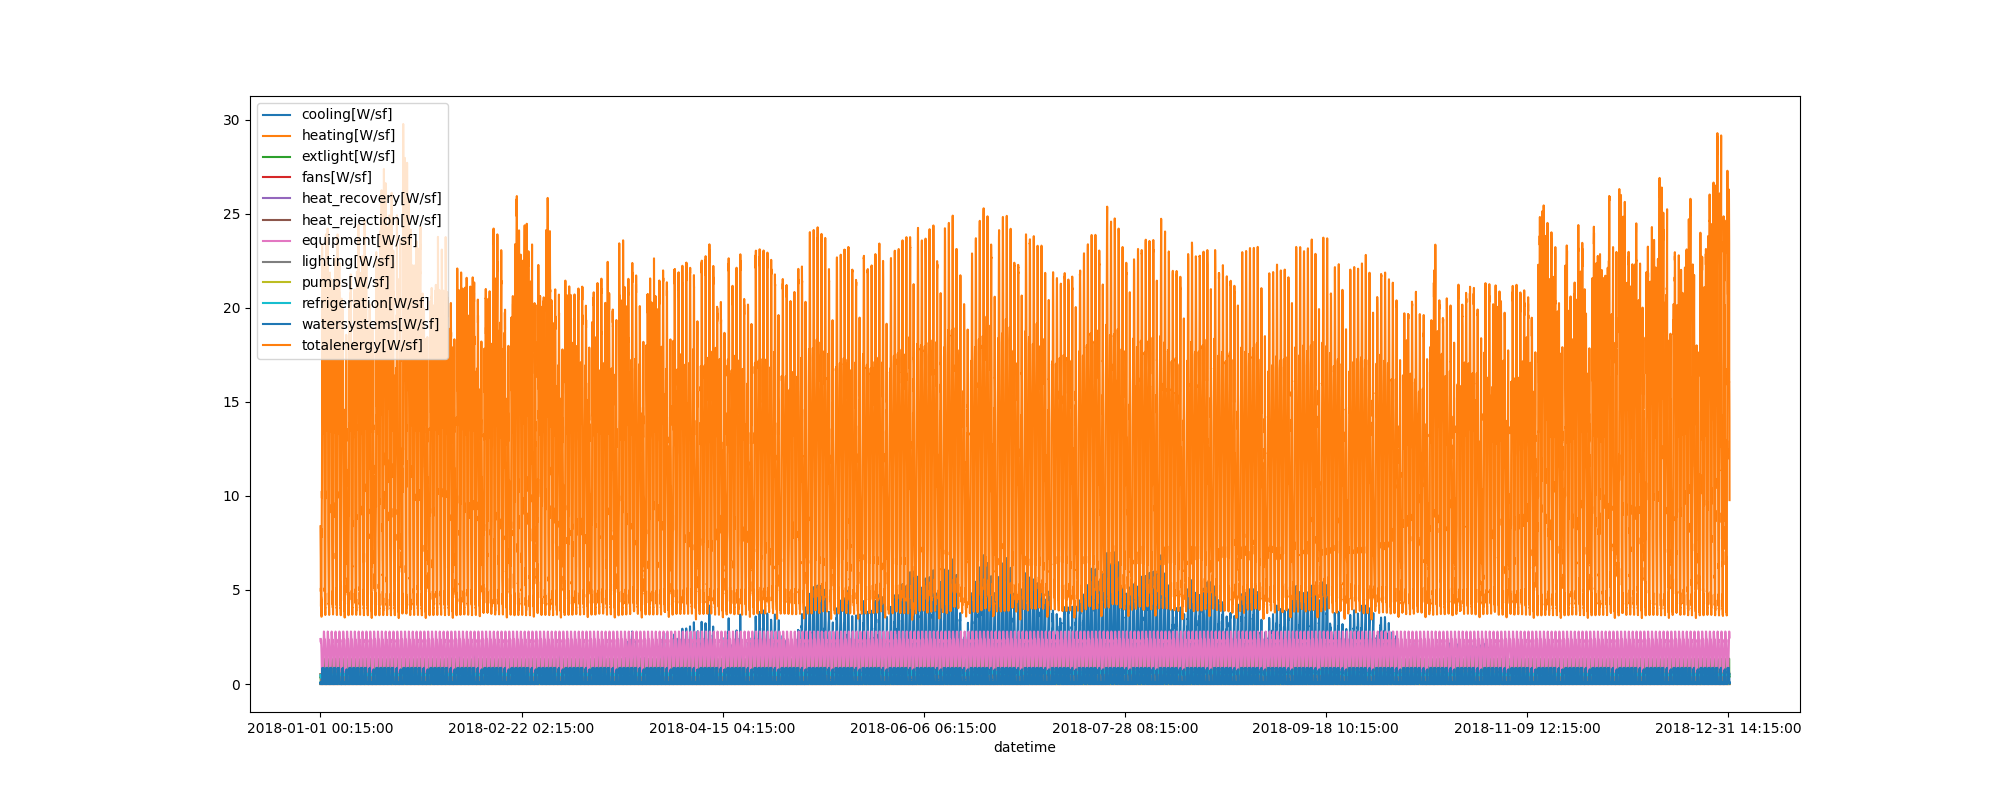 30
25
20
15
10
5
0
cooling[W/sf]
heating[W/sf]
extlight[W/sf]
fans[W/sf]
heat_recovery[W/sf]
heat_rejection[W/sf]
equipment[W/sf]
lighting[W/sf]
pumps[W/sf]
refrigeration[W/sf]
watersystems[W/sf]
totalenergy[W/sf]
2018-01-01 00:15:00
2018-02-22 02:15:00
2018-04-15 04:15:00
2018-06-06 06:15:00
2018-07-28 08:15:00
2018-09-18 10:15:00
2018-11-09 12:15:00
2018-12-31 14:15:00
datetime